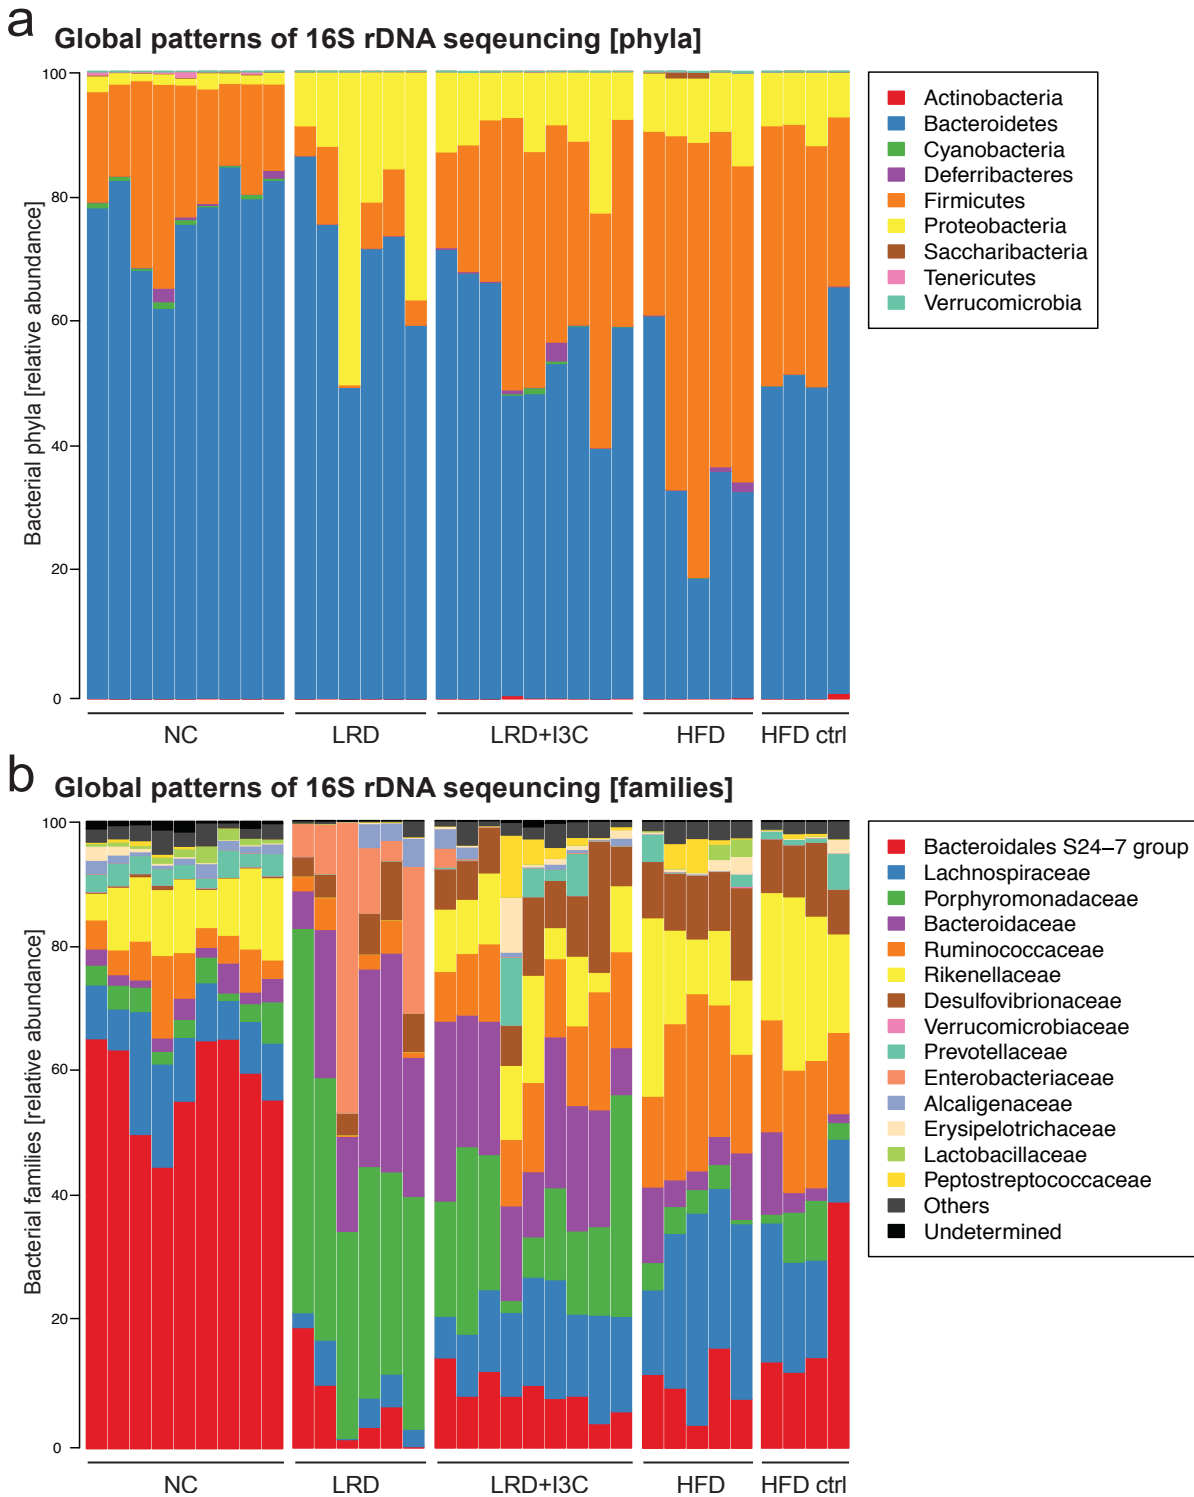 a
Global patterns of 16S rDNA seqeuncing [phyla]
100
80
60
40
20
0
Bacterial phyla [relative abundance]
NC
LRD
LRD+I3C
HFD
HFD ctrl
Actinobacteria
Bacteroidetes
Cyanobacteria
Deferribacteres
Firmicutes
Proteobacteria
Saccharibacteria
Tenericutes
Verrucomicrobia
b
Global patterns of 16S rDNA seqeuncing [families]
100
80
60
40
20
0
Bacterial families [relative abundance]
NC
LRD
LRD+I3C
HFD
HFD ctrl
Bacteroidales S24–7 group
Lachnospiraceae
Porphyromonadaceae
Bacteroidaceae
Ruminococcaceae
Rikenellaceae
Desulfovibrionaceae
Verrucomicrobiaceae
Prevotellaceae
Enterobacteriaceae
Alcaligenaceae
Erysipelotrichaceae
Lactobacillaceae
Peptostreptococcaceae
Others
Undetermined